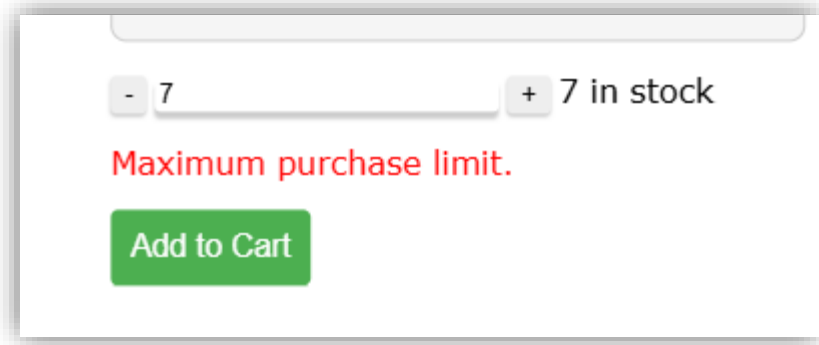 - 7 + 7 in stock
Maximum purchase limit.
Add to Cart